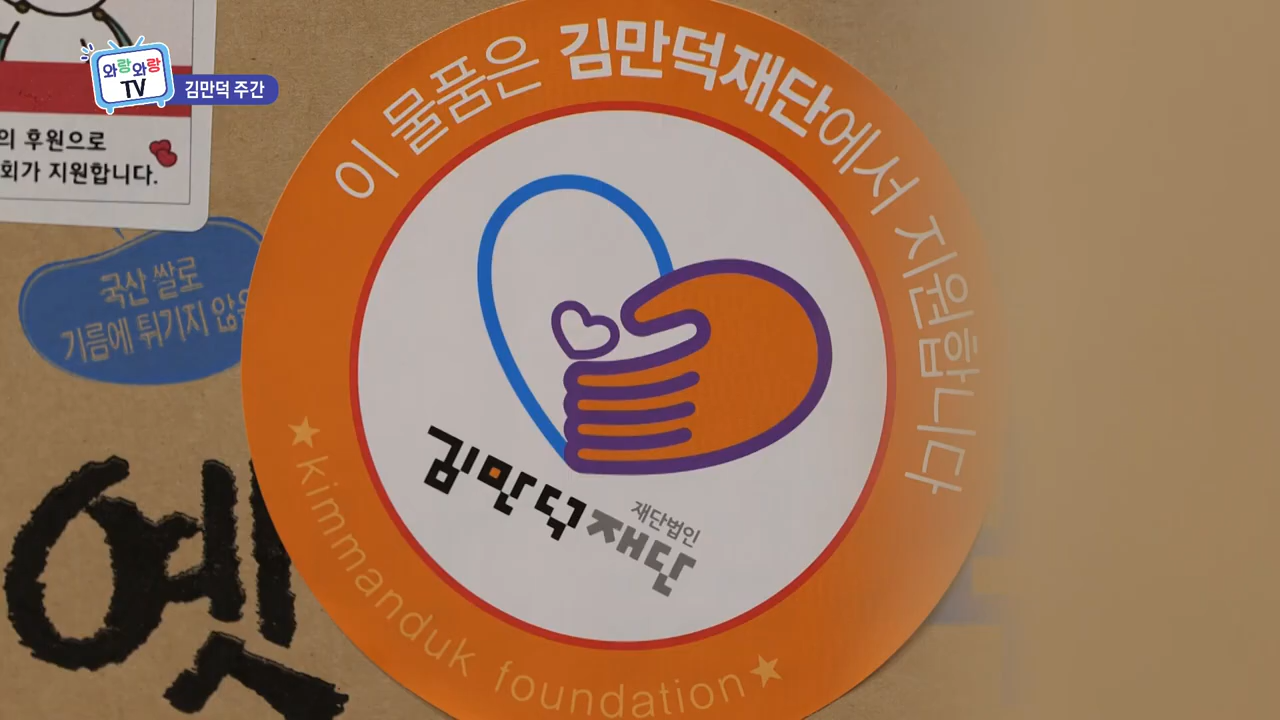 와랑와랑
TV
김만덕 주간
의 후원으로
회가 지원합니다.
국산 쌀로
기름에 튀기지 않은
옛
이 물품은 김만덕재단에서 지원합니다
김만덕재단
재단법인
kimmanduk foundation